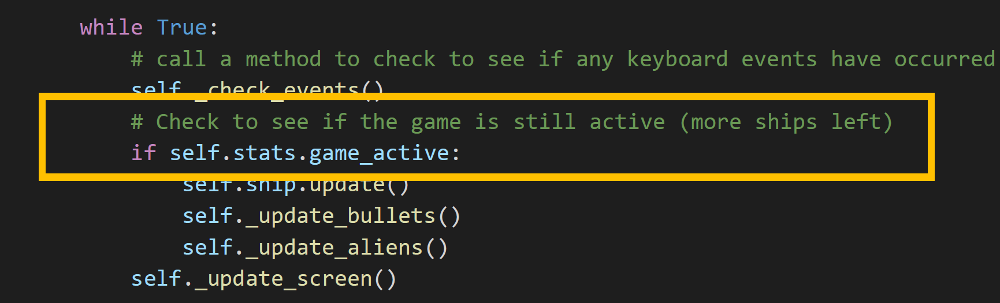 while True:
# call a method to check to see if any keyboard events have occurred
self._check_events()
# Check to see if the game is still active (more ships left)
if self.stats.game_active:
self.ship.update()
self._update_bullets()
self._update_aliens()
self._update_screen()